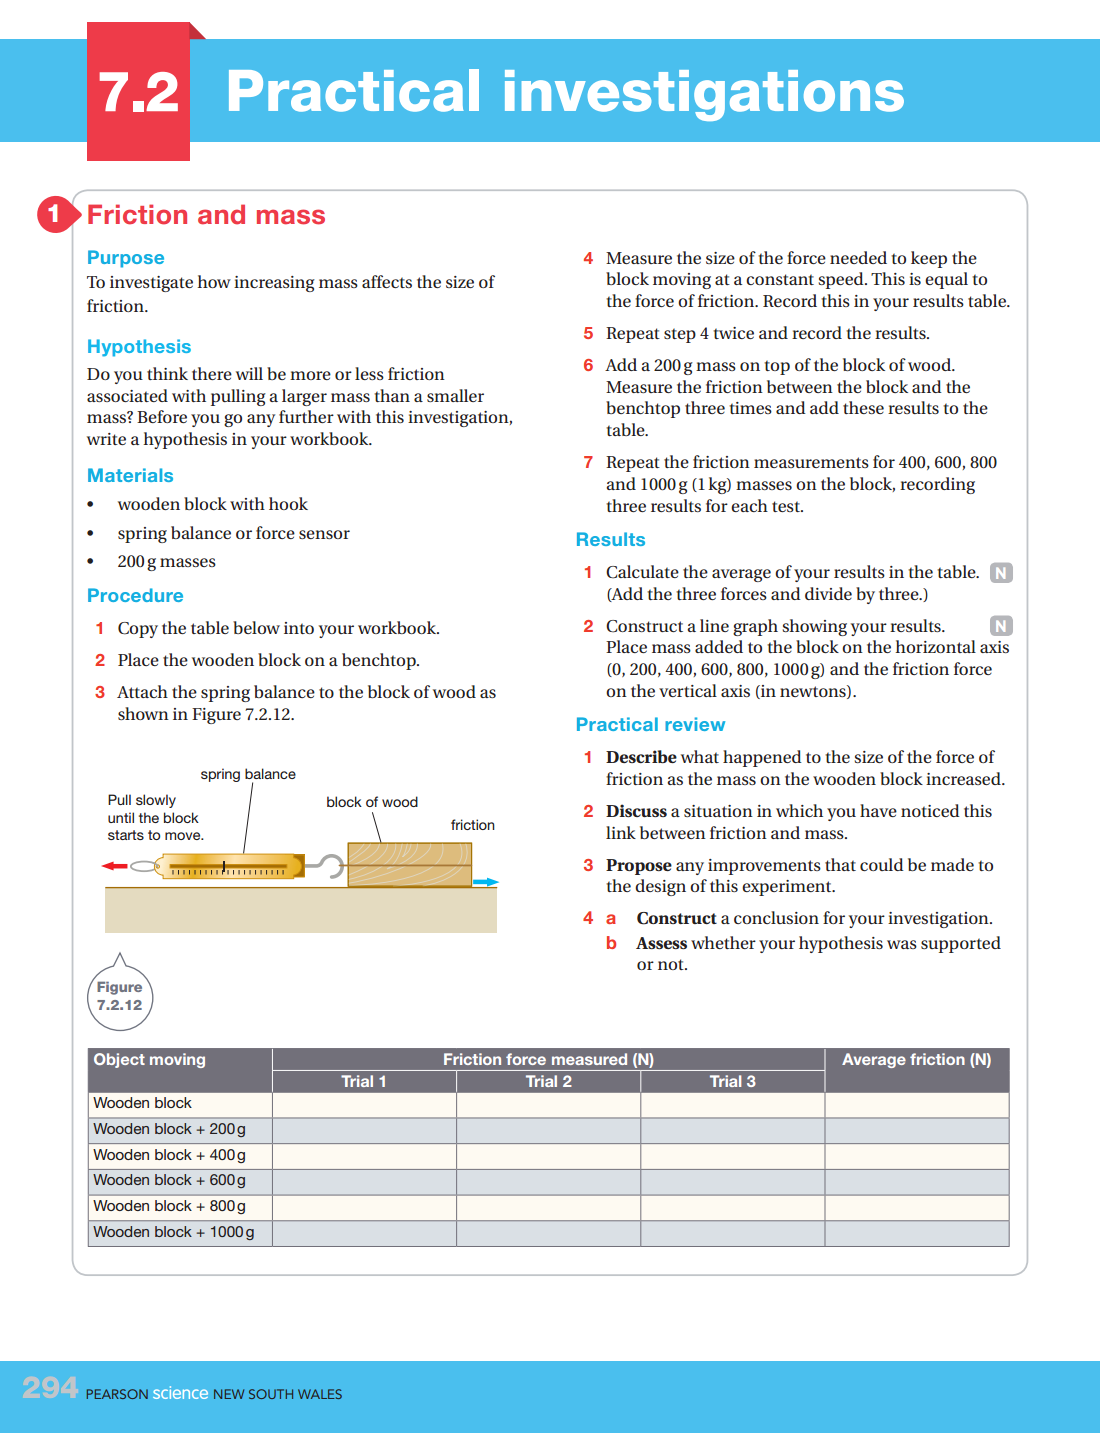 7.2 Practical investigations
1 Friction and mass
Purpose
To investigate how increasing mass affects the size of
friction.
Hypothesis
Do you think there will be more or less friction
associated with pulling a larger mass than a smaller
mass? Before you go any further with this investigation,
write a hypothesis in your workbook.
Materials
• wooden block with hook
• spring balance or force sensor
• 200 g masses
Procedure
1 Copy the table below into your workbook.
2 Place the wooden block on a benchtop.
3 Attach the spring balance to the block of wood as
shown in Figure 7.2.12.
spring balance
Pull slowly
until the block
starts to move.
block of wood
friction
Figure
7.2.12
4 Measure the size of the force needed to keep the
block moving at a constant speed. This is equal to
the force of friction. Record this in your results table.
5 Repeat step 4 twice and record the results.
6 Add a 200 g mass on top of the block of wood.
Measure the friction between the block and the
benchtop three times and add these results to the
table.
7 Repeat the friction measurements for 400, 600, 800
and 1000 g (1 kg) masses on the block, recording
three results for each test.
Results
1 Calculate the average of your results in the table. N
(Add the three forces and divide by three.)
2 Construct a line graph showing your results. N
Place mass added to the block on the horizontal axis
(0, 200, 400, 600, 800, 1000 g) and the friction force
on the vertical axis (in newtons).
Practical review
1 Describe what happened to the size of the force of
friction as the mass on the wooden block increased.
2 Discuss a situation in which you have noticed this
link between friction and mass.
3 Propose any improvements that could be made to
the design of this experiment.
4 a Construct a conclusion for your investigation.
b Assess whether your hypothesis was supported
or not.
Object moving Friction force measured (N) Average friction (N)
Trial 1 Trial 2 Trial 3
Wooden block
Wooden block + 200 g
Wooden block + 400 g
Wooden block + 600 g
Wooden block + 800 g
Wooden block + 1000 g
294 PEARSON science NEW SOUTH WALES